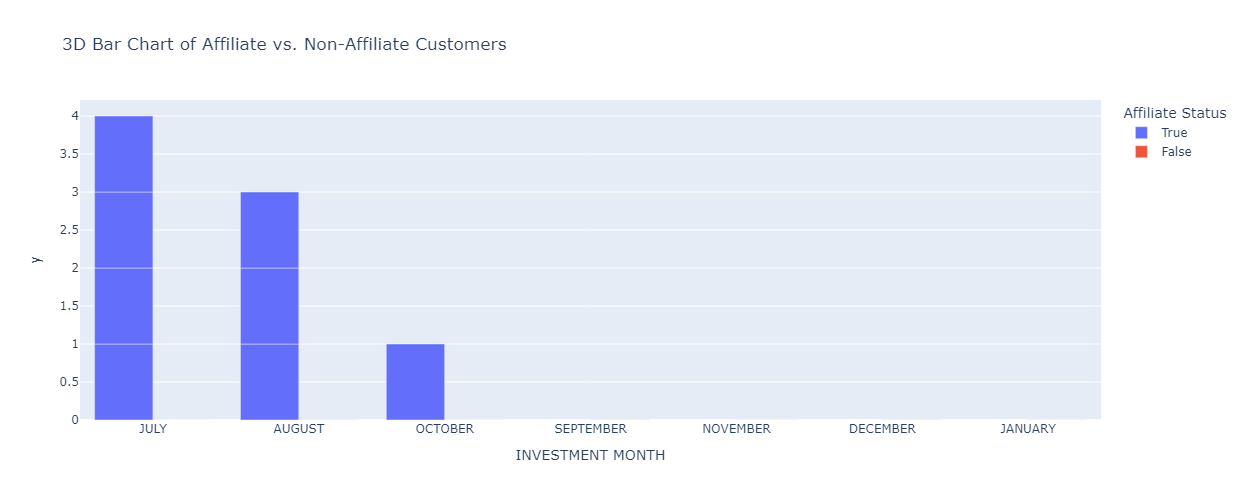 3D Bar Chart of Affiliate vs. Non-Affiliate Customers
Affiliate Status
True
False
4
3.5
3
2.5
2
1.5
1
0.5
0
y
JULY AUGUST OCTOBER SEPTEMBER NOVEMBER DECEMBER JANUARY
INVESTMENT MONTH